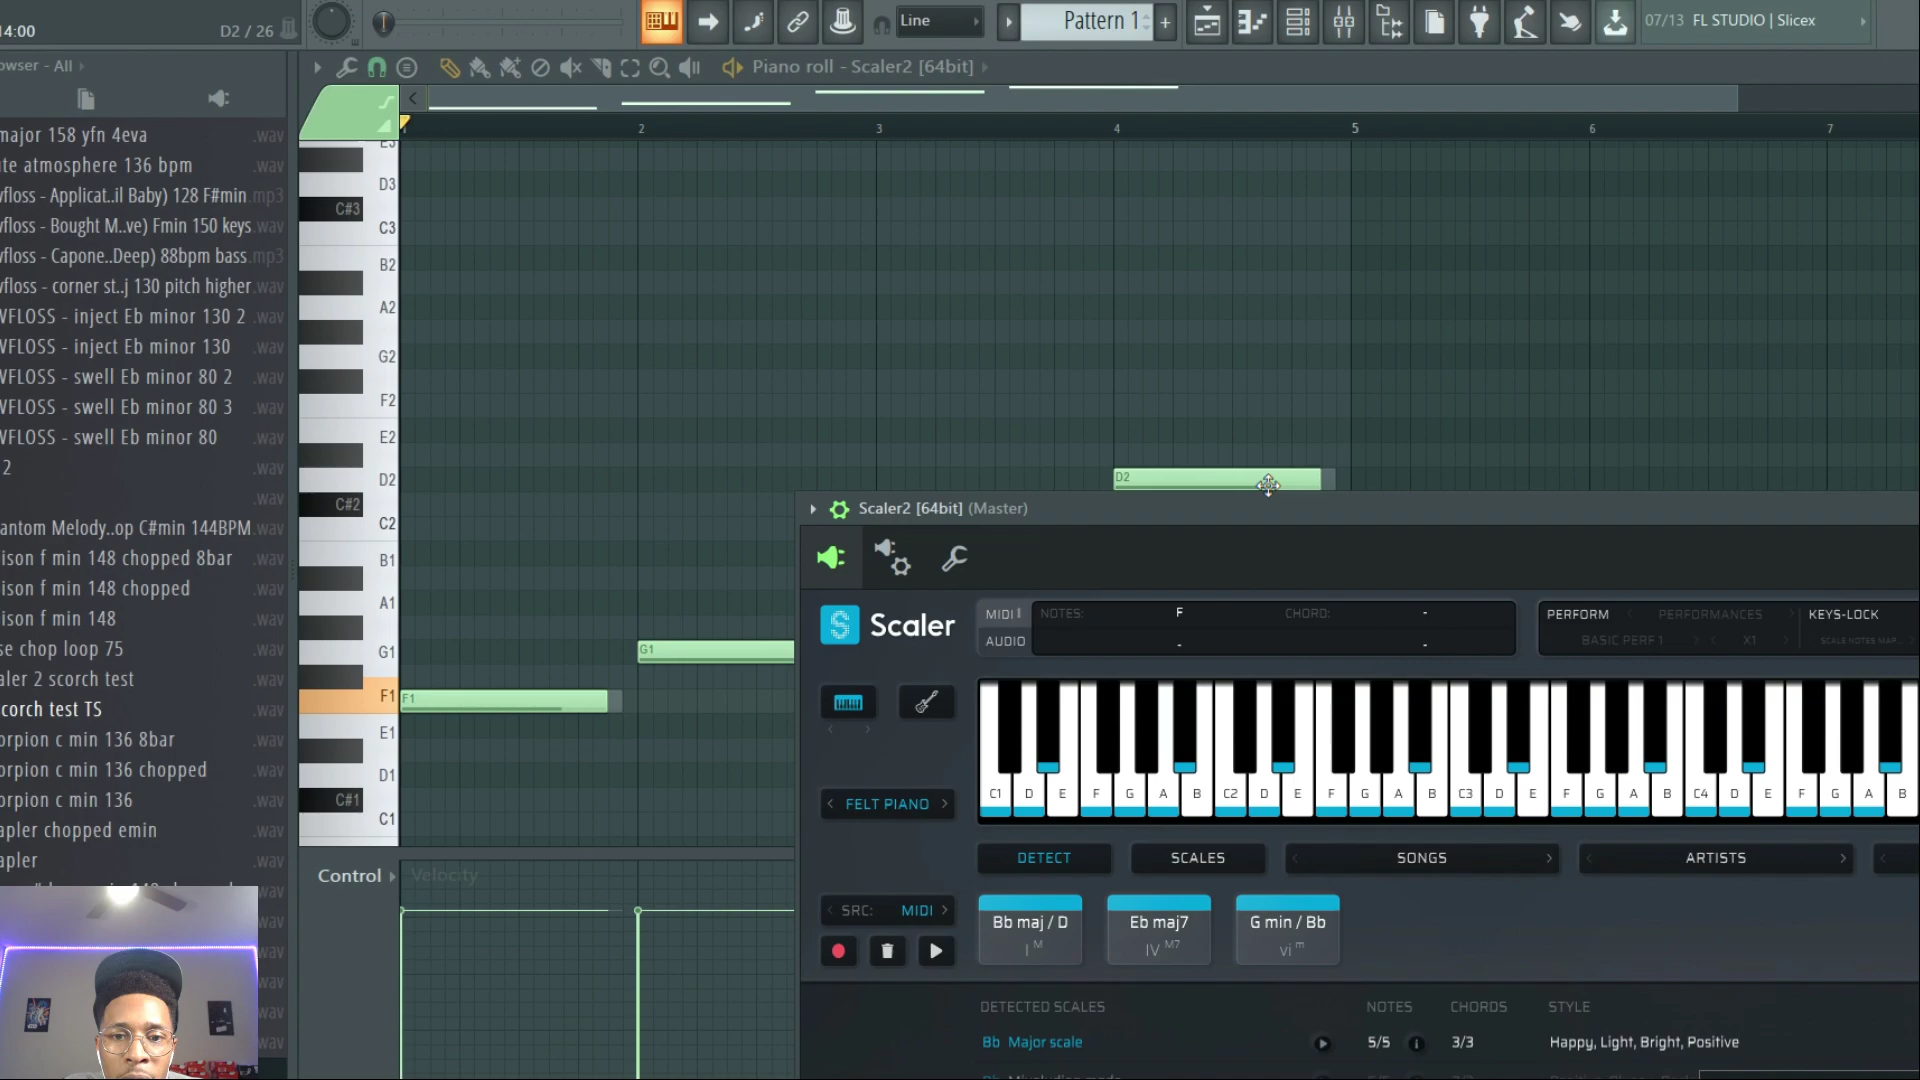 14:00
D2 / 26
Line
Pattern 1
07/13 FL STUDIO | Slicex
owser - All
Piano roll - Scaler2 [64bit]
major 158 yfn 4eva .wav
te atmosphere 136 bpm .wav
vfloss - Applicat..il Baby) 128 F#min .mp3
vfloss - Bought M..ve) Fmin 150 keys .wav
vfloss - Capone..Deep) 88bpm bass .mp3
vfloss - corner st..j 130 pitch higher .wav
VFLOSS - inject Eb minor 130 2 .wav
VFLOSS - inject Eb minor 130 .wav
VFLOSS - swell Eb minor 80 2 .wav
VFLOSS - swell Eb minor 80 3 .wav
VFLOSS - swell Eb minor 80 .wav
2 .wav
.wav
antom Melody..op C#min 144BPM .wav
ison f min 148 chopped 8bar .wav
ison f min 148 chopped .wav
ison f min 148 .wav
se chop loop 75 .wav
aler 2 scorch test .wav
corch test TS .wav
orpion c min 136 8bar .wav
orpion c min 136 chopped .wav
orpion c min 136 .wav
apler chopped emin .wav
apler .wav
2 3 4 5 6 7
E3
D3
C#3
C3
B2
A2
G2
F2
E2
D2
C#2
C2
B1
A1
G1
F1
E1
D1
C#1
C1
D2
G1
F1
Control
Velocity
Scaler2 [64bit] (Master)
Scaler
MIDI
AUDIO
NOTES: F CHORD: -
- -
PERFORM PERFORMANCES KEYS-LOCK
BASIC PERF 1 X1 SCALE NOTES MAP...
FELT PIANO
C1 D E F G A B C2 D E F G A B C3 D E F G A B C4 D E F G A B
DETECT SCALES SONGS ARTISTS
SRC: MIDI
Bb maj / D
I M
Eb maj7
IV M7
G min / Bb
vi m
DETECTED SCALES NOTES CHORDS STYLE
Bb Major scale 5/5 3/3 Happy, Light, Bright, Positive